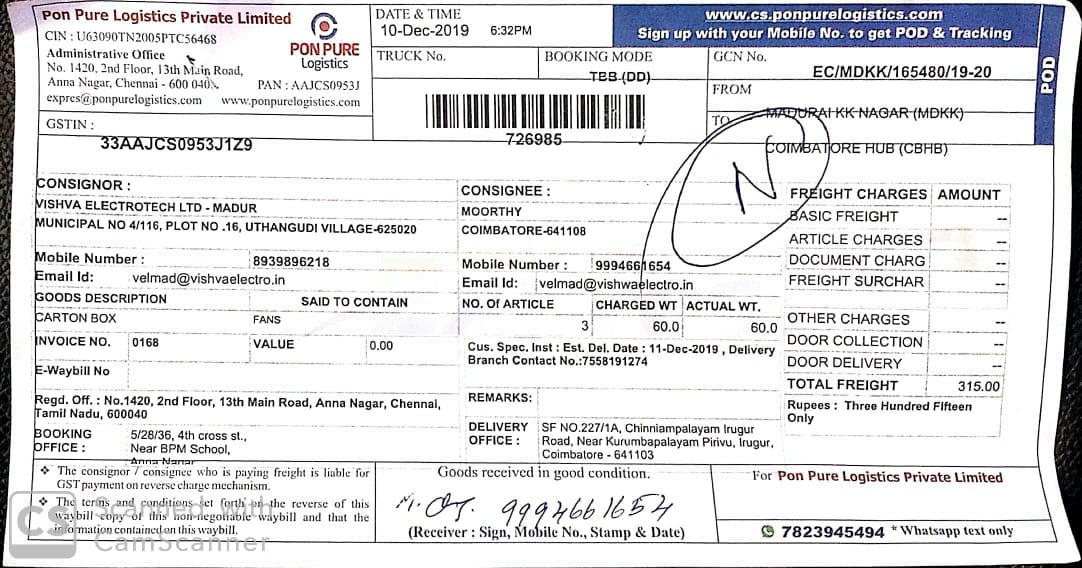 Pon Pure Logistics Private Limited
CIN : U63090TN2005PTC56468
Administrative Office
No. 1420, 2nd Floor, 13th Main Road,
Anna Nagar, Chennai - 600 040. PAN : AAJCS0953J
expres@ponpurelogistics.com www.ponpurelogistics.com
PON PURE
Logistics
GSTIN :
33AAJCS0953J1Z9
DATE & TIME
10-Dec-2019 6:32PM
TRUCK No.
BOOKING MODE
TBB (DD)
726985
www.cs.ponpurelogistics.com
Sign up with your Mobile No. to get POD & Tracking
GCN No.
EC/MDKK/165480/19-20
FROM
MADURAI KK NAGAR (MDKK)
TO
COIMBATORE HUB (CBHB)
POD
N
CONSIGNOR :
VISHVA ELECTROTECH LTD - MADUR
MUNICIPAL NO 4/116, PLOT NO .16, UTHANGUDI VILLAGE-625020
Mobile Number : 8939896218
Email Id: velmad@vishvaelectro.in
CONSIGNEE :
MOORTHY
COIMBATORE-641108
Mobile Number : 9994661654
Email Id: velmad@vishwaelectro.in
FREIGHT CHARGES AMOUNT
BASIC FREIGHT --
ARTICLE CHARGES --
DOCUMENT CHARG --
FREIGHT SURCHAR --
OTHER CHARGES --
DOOR COLLECTION --
DOOR DELIVERY --
TOTAL FREIGHT 315.00
Rupees : Three Hundred Fifteen
Only
GOODS DESCRIPTION SAID TO CONTAIN
CARTON BOX FANS
INVOICE NO. 0168 VALUE 0.00
E-Waybill No
NO. Of ARTICLE CHARGED WT ACTUAL WT.
3 60.0 60.0
Cus. Spec. Inst : Est. Del. Date : 11-Dec-2019 , Delivery
Branch Contact No.:7558191274
REMARKS:
Regd. Off. : No.1420, 2nd Floor, 13th Main Road, Anna Nagar, Chennai,
Tamil Nadu, 600040
BOOKING OFFICE : 5/28/36, 4th cross st.,
Near BPM School,
Anna Nagar
DELIVERY OFFICE : SF NO.227/1A, Chinniampalayam Irugur
Road, Near Kurumbapalayam Pirivu, Irugur,
Coimbatore - 641103
❖ The consignor / consignee who is paying freight is liable for
GST payment on reverse charge mechanism.
❖ The terms and conditions set forth on the reverse of this
waybill copy of this non-negotiable waybill and that the
information contained on this waybill.
Goods received in good condition.
9994661654
(Receiver : Sign, Mobile No., Stamp & Date)
For Pon Pure Logistics Private Limited
7823945494 * Whatsapp text only
CS Scanned with
CamScanner